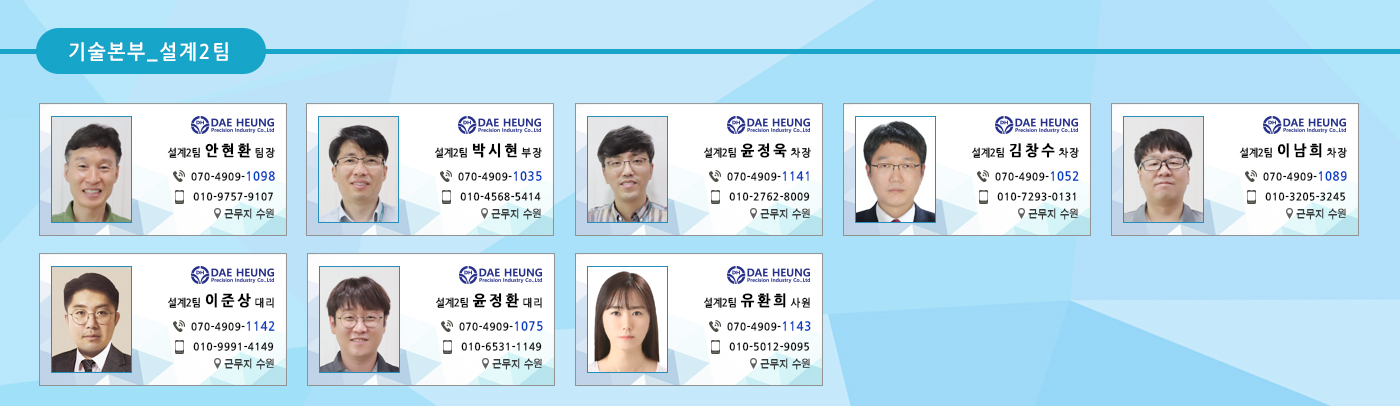 기술본부_설계2팀
DH DAE HEUNG
Precision Industry Co.,Ltd
설계2팀 안현환 팀장
070-4909-1098
010-9757-9107
근무지 수원
DH DAE HEUNG
Precision Industry Co.,Ltd
설계2팀 박시현 부장
070-4909-1035
010-4568-5414
근무지 수원
DH DAE HEUNG
Precision Industry Co.,Ltd
설계2팀 윤정욱 차장
070-4909-1141
010-2762-8009
근무지 수원
DH DAE HEUNG
Precision Industry Co.,Ltd
설계2팀 김창수 차장
070-4909-1052
010-7293-0131
근무지 수원
DH DAE HEUNG
Precision Industry Co.,Ltd
설계2팀 이남희 차장
070-4909-1089
010-3205-3245
근무지 수원
DH DAE HEUNG
Precision Industry Co.,Ltd
설계2팀 이준상 대리
070-4909-1142
010-9991-4149
근무지 수원
DH DAE HEUNG
Precision Industry Co.,Ltd
설계2팀 윤정환 대리
070-4909-1075
010-6531-1149
근무지 수원
DH DAE HEUNG
Precision Industry Co.,Ltd
설계2팀 유환희 사원
070-4909-1143
010-5012-9095
근무지 수원